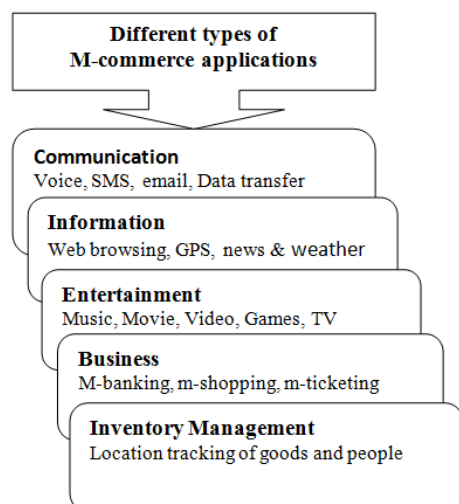 Different types of
M-commerce applications
Communication
Voice, SMS, email, Data transfer
Information
Web browsing, GPS, news & weather
Entertainment
Music, Movie, Video, Games, TV
Business
M-banking, m-shopping, m-ticketing
Inventory Management
Location tracking of goods and people